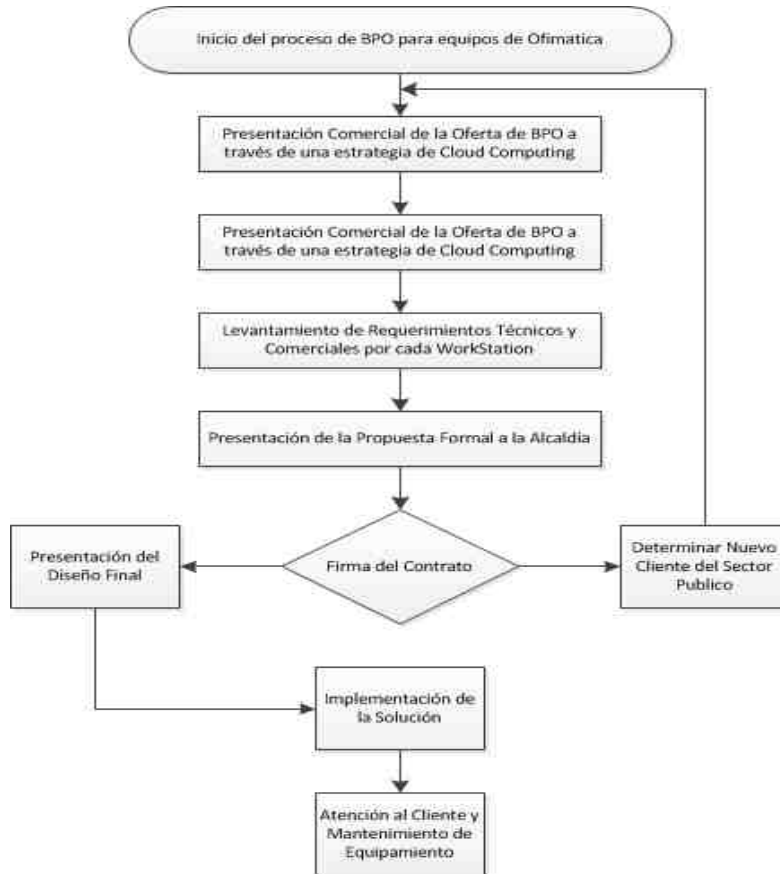 Inicio del proceso de BPO para equipos de Ofimatica
Presentación Comercial de la Oferta de BPO a
través de una estrategia de Cloud Computing
Presentación Comercial de la Oferta de BPO a
través de una estrategia de Cloud Computing
Levantamiento de Requerimientos Técnicos y
Comerciales por cada WorkStation
Presentación de la Propuesta Formal a la Alcaldía
Presentación del
Diseño Final
Firma del Contrato
Determinar Nuevo
Cliente del Sector
Publico
Implementación de
la Solución
Atención al Cliente y
Mantenimiento de
Equipamiento